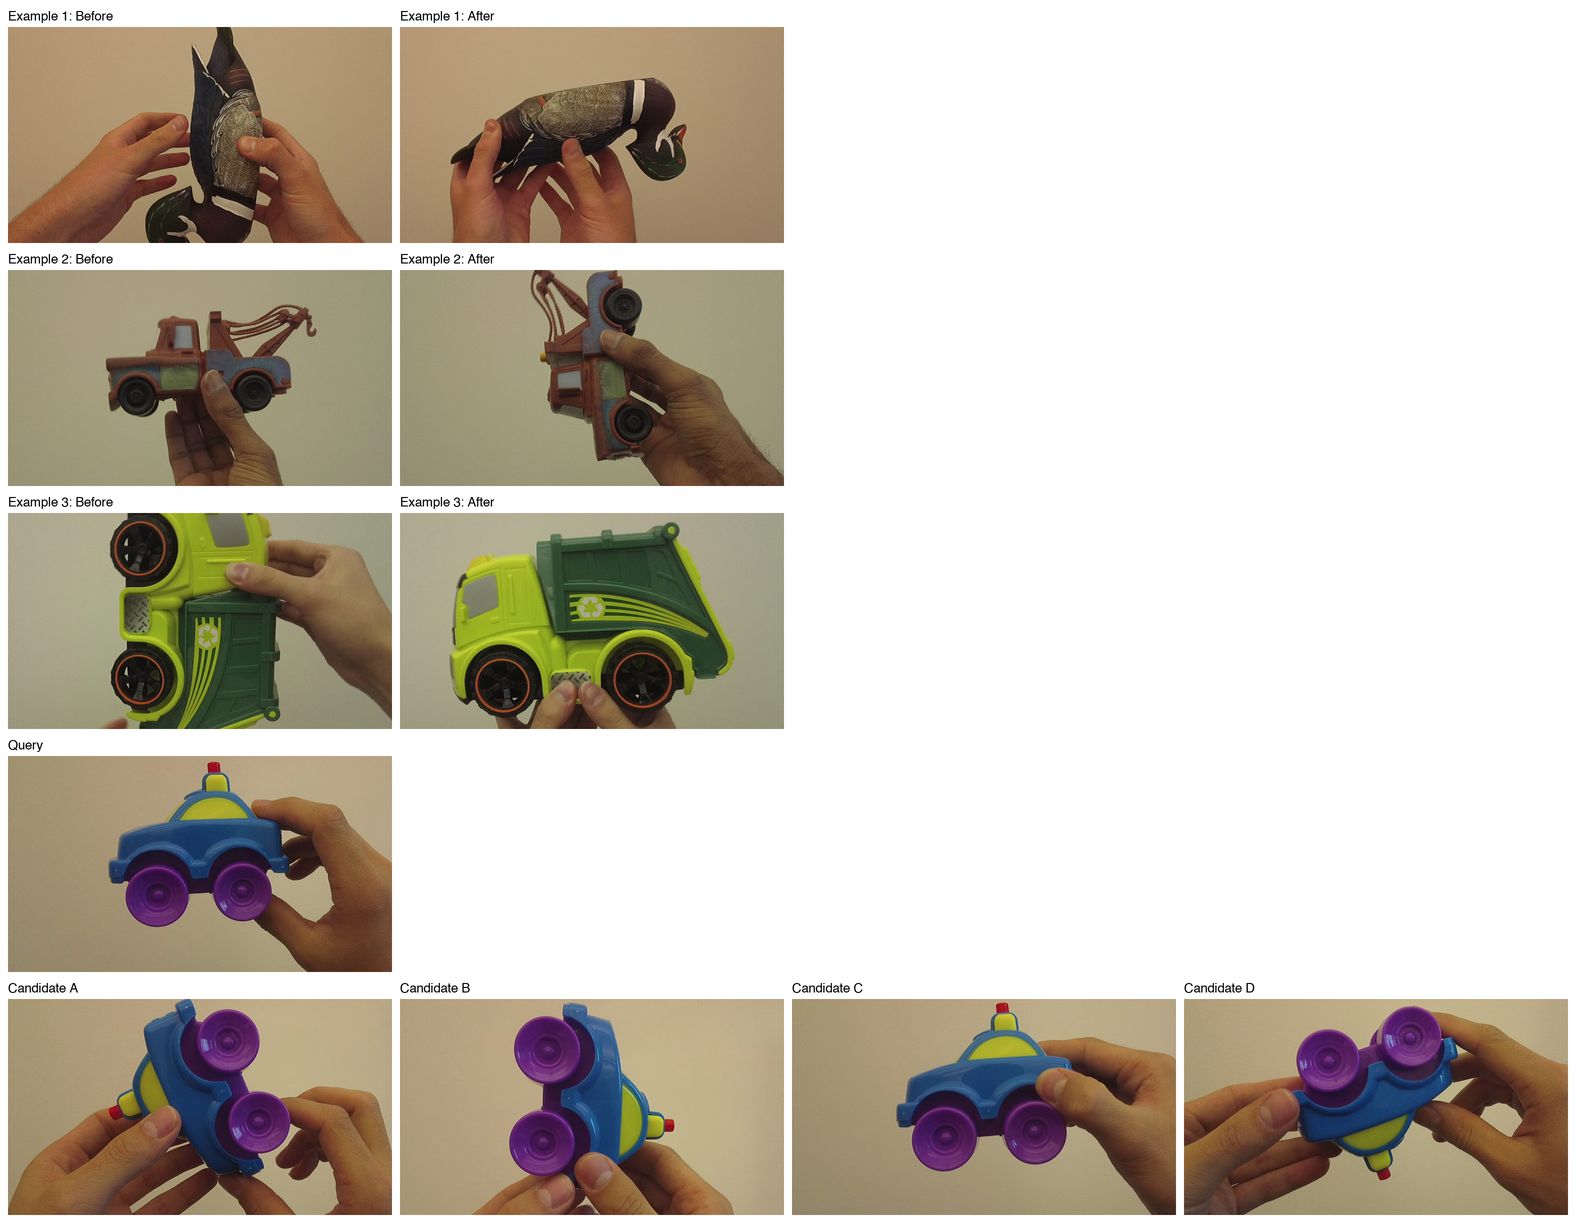 Example 1: Before
Example 1: After
Example 2: Before
Example 2: After
Example 3: Before
Example 3: After
Query
Candidate A
Candidate B
Candidate C
Candidate D